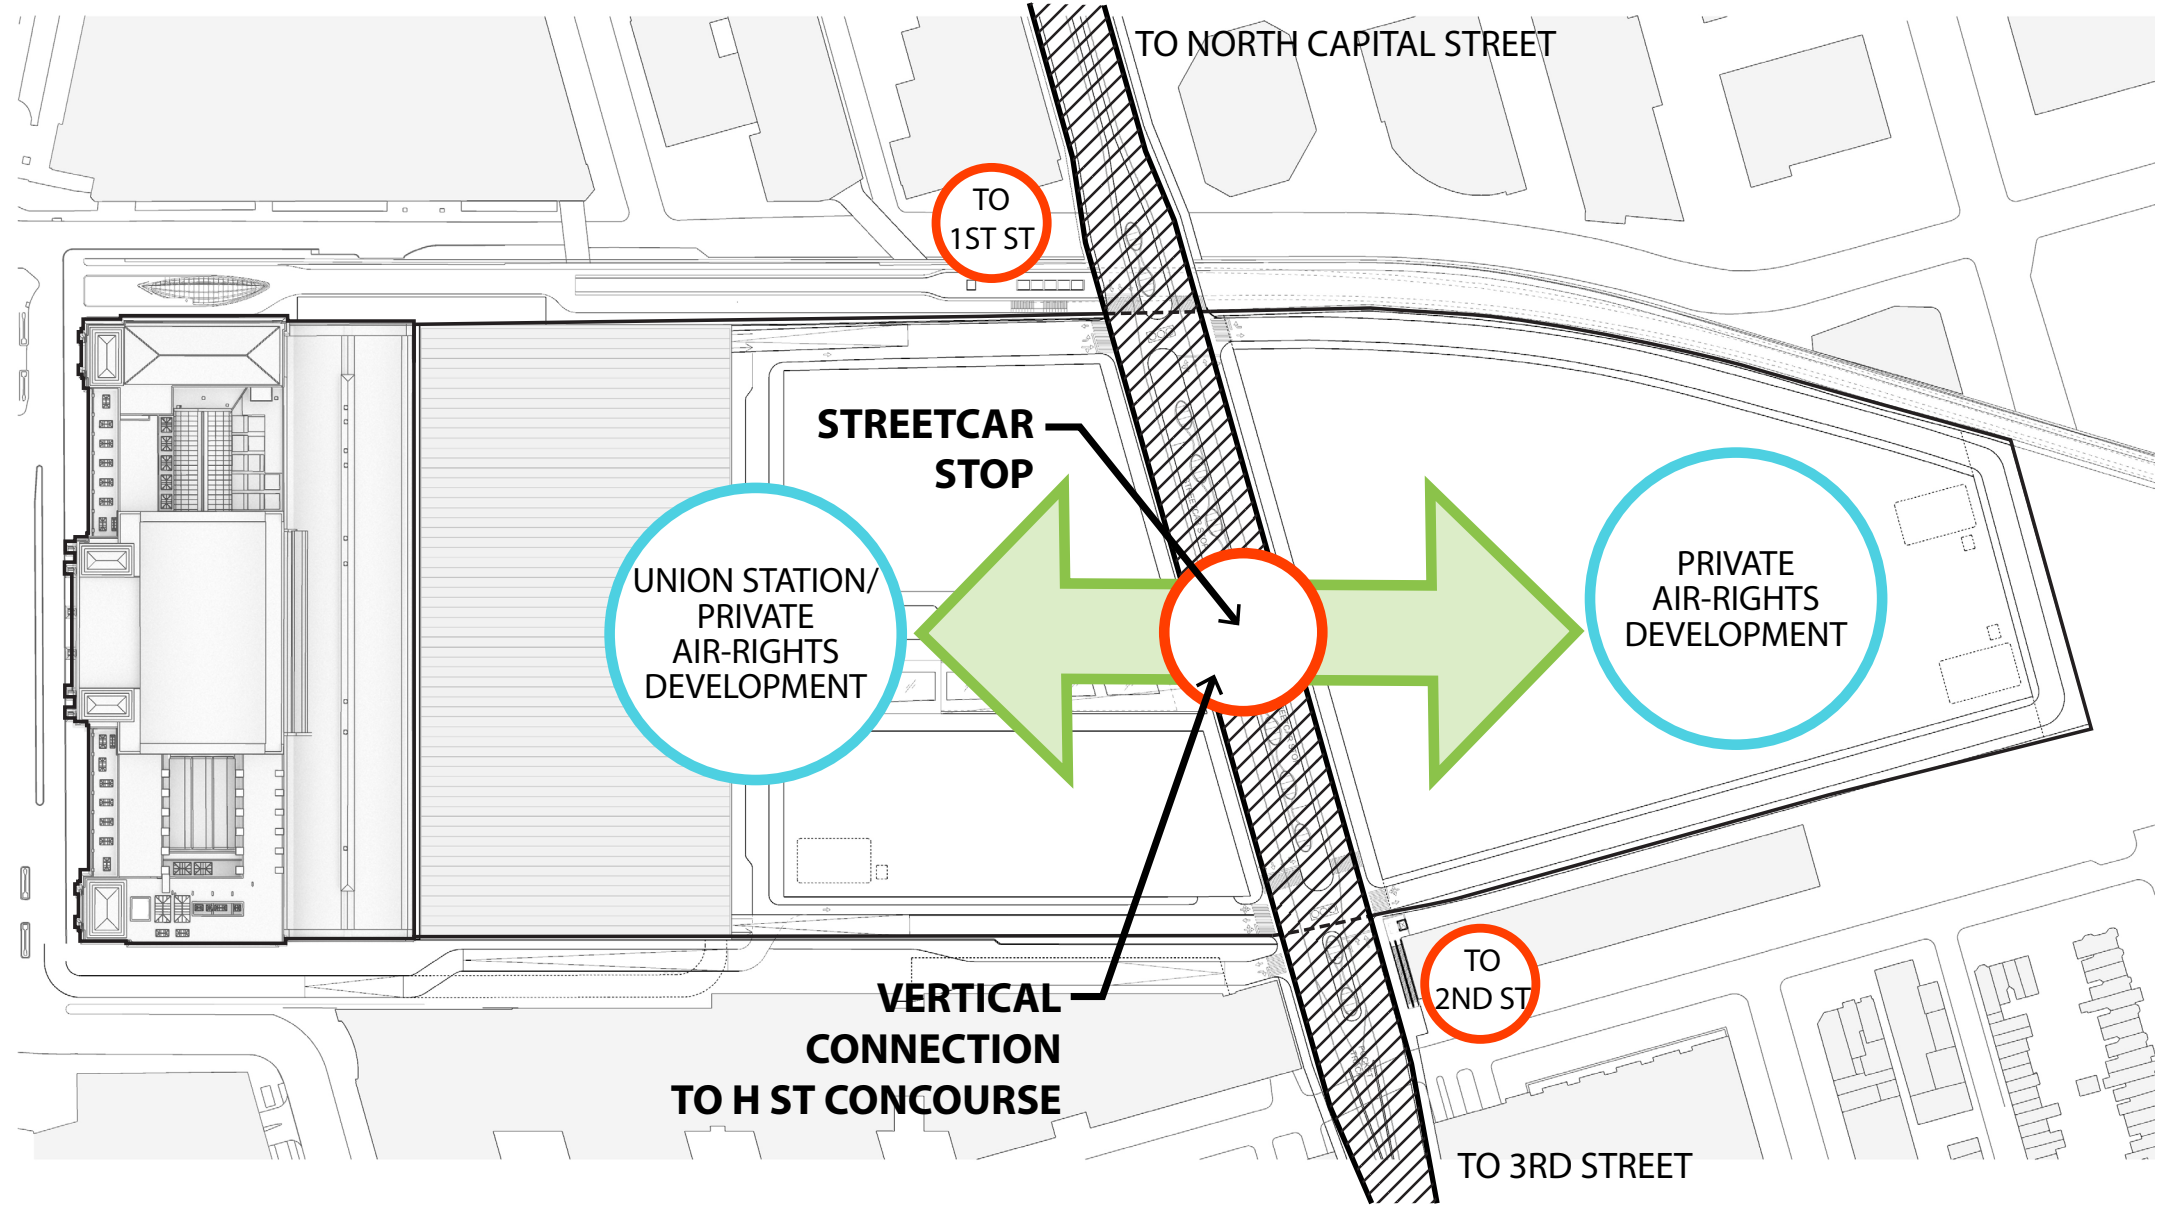 TO NORTH CAPITAL STREET
TO
1ST ST
STREETCAR
STOP
UNION STATION/
PRIVATE
AIR-RIGHTS
DEVELOPMENT
PRIVATE
AIR-RIGHTS
DEVELOPMENT
VERTICAL
CONNECTION
TO H ST CONCOURSE
TO
2ND ST
TO 3RD STREET